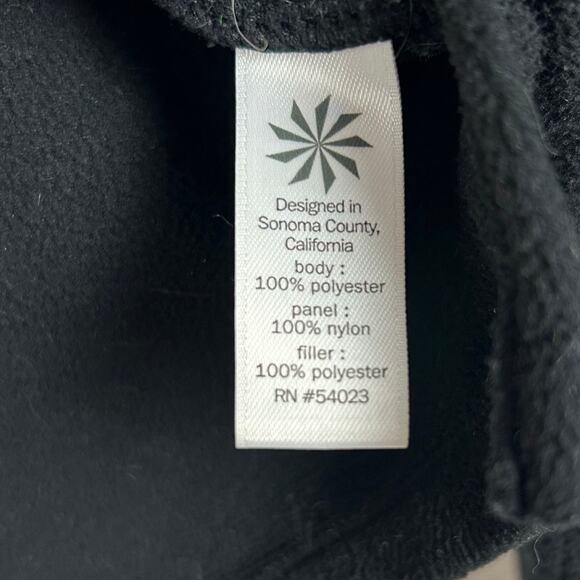 Designed in
Sonoma County,
California
body :
100% polyester
panel :
100% nylon
filler :
100% polyester
RN #54023